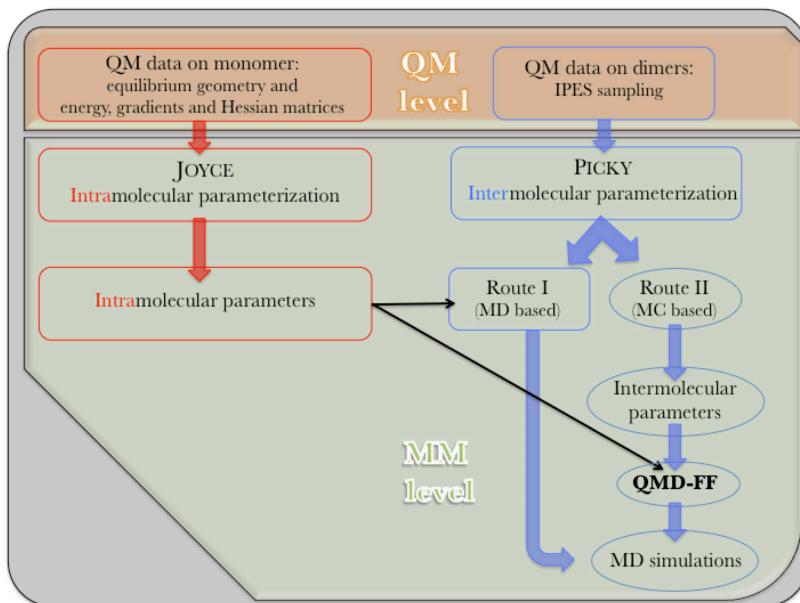 QM data on monomer:
equilibrium geometry and
energy, gradients and Hessian matrices
QM
level
QM data on dimers:
IPES sampling
JOYCE
Intramolecular parameterization
PICKY
Intermolecular parameterization
Intramolecular parameters
Route I
(MD based)
Route II
(MC based)
Intermolecular
parameters
MM
level
QMD-FF
MD simulations